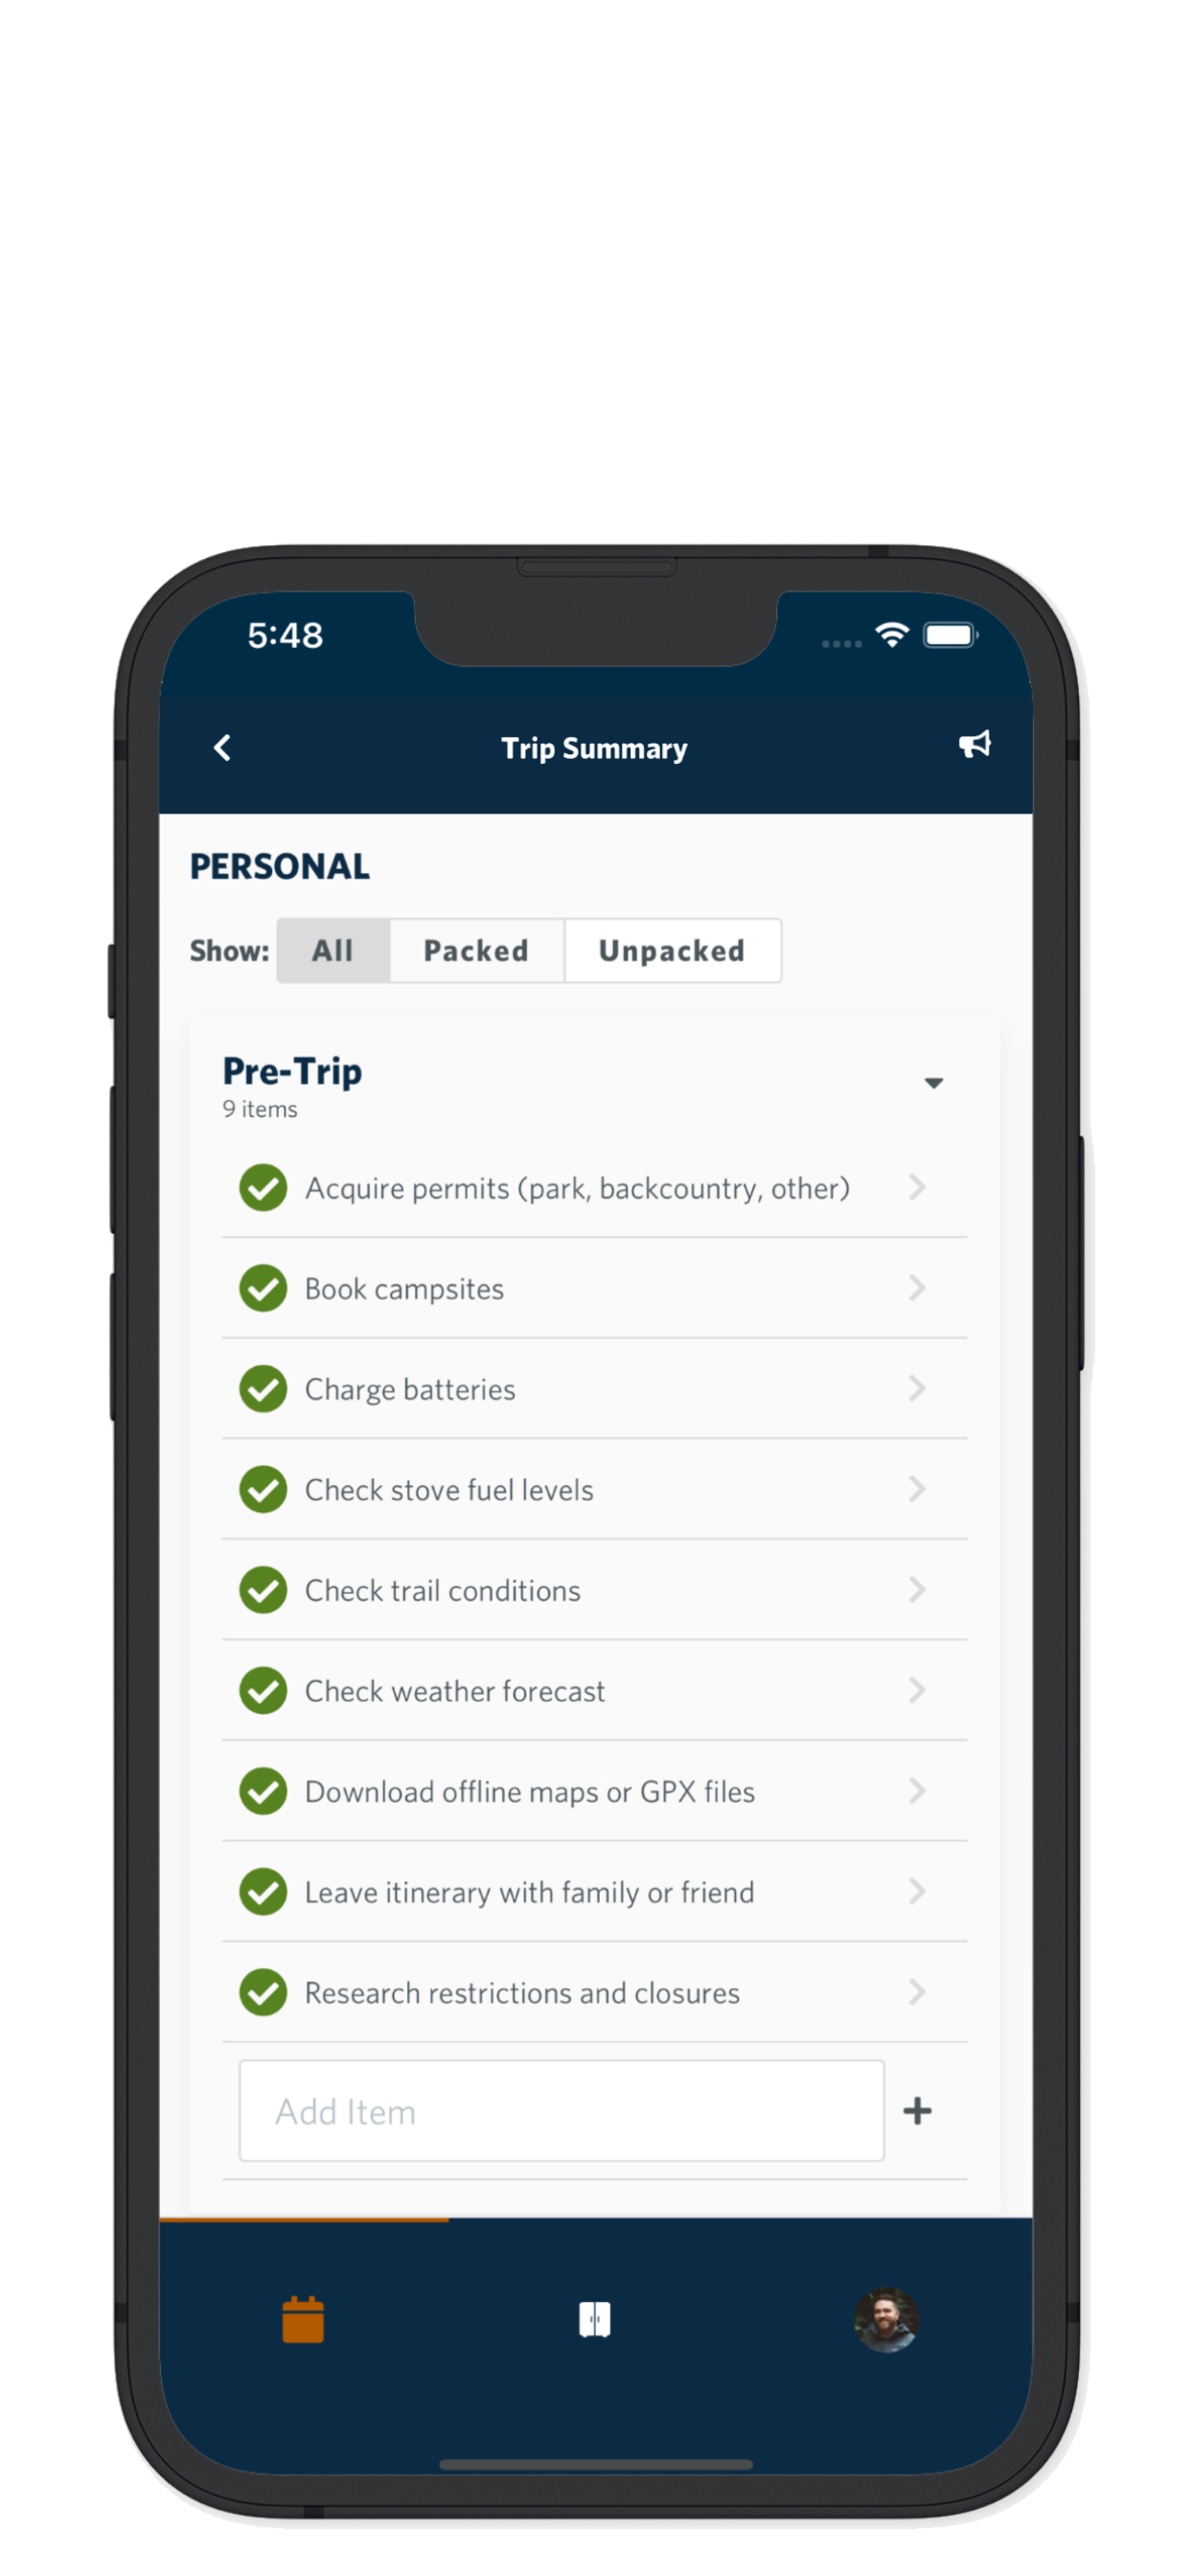 5:48
Trip Summary
PERSONAL
Show: All Packed Unpacked
Pre-Trip
9 items
Acquire permits (park, backcountry, other)
Book campsites
Charge batteries
Check stove fuel levels
Check trail conditions
Check weather forecast
Download offline maps or GPX files
Leave itinerary with family or friend
Research restrictions and closures
Add Item